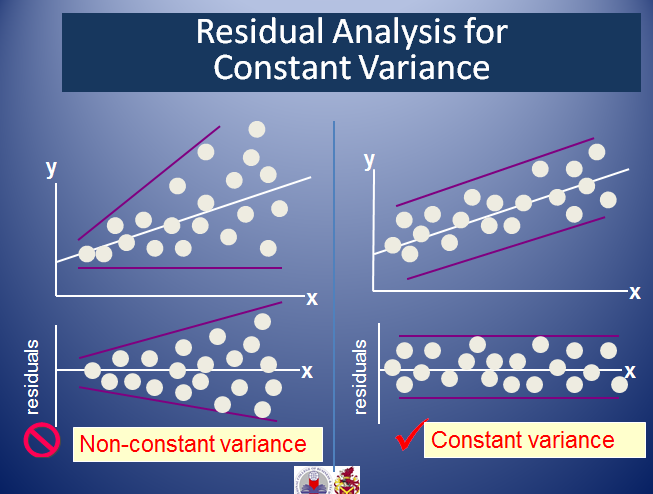 Residual Analysis for
Constant Variance
y
x
residuals
x
Non-constant variance
y
x
residuals
x
Constant variance